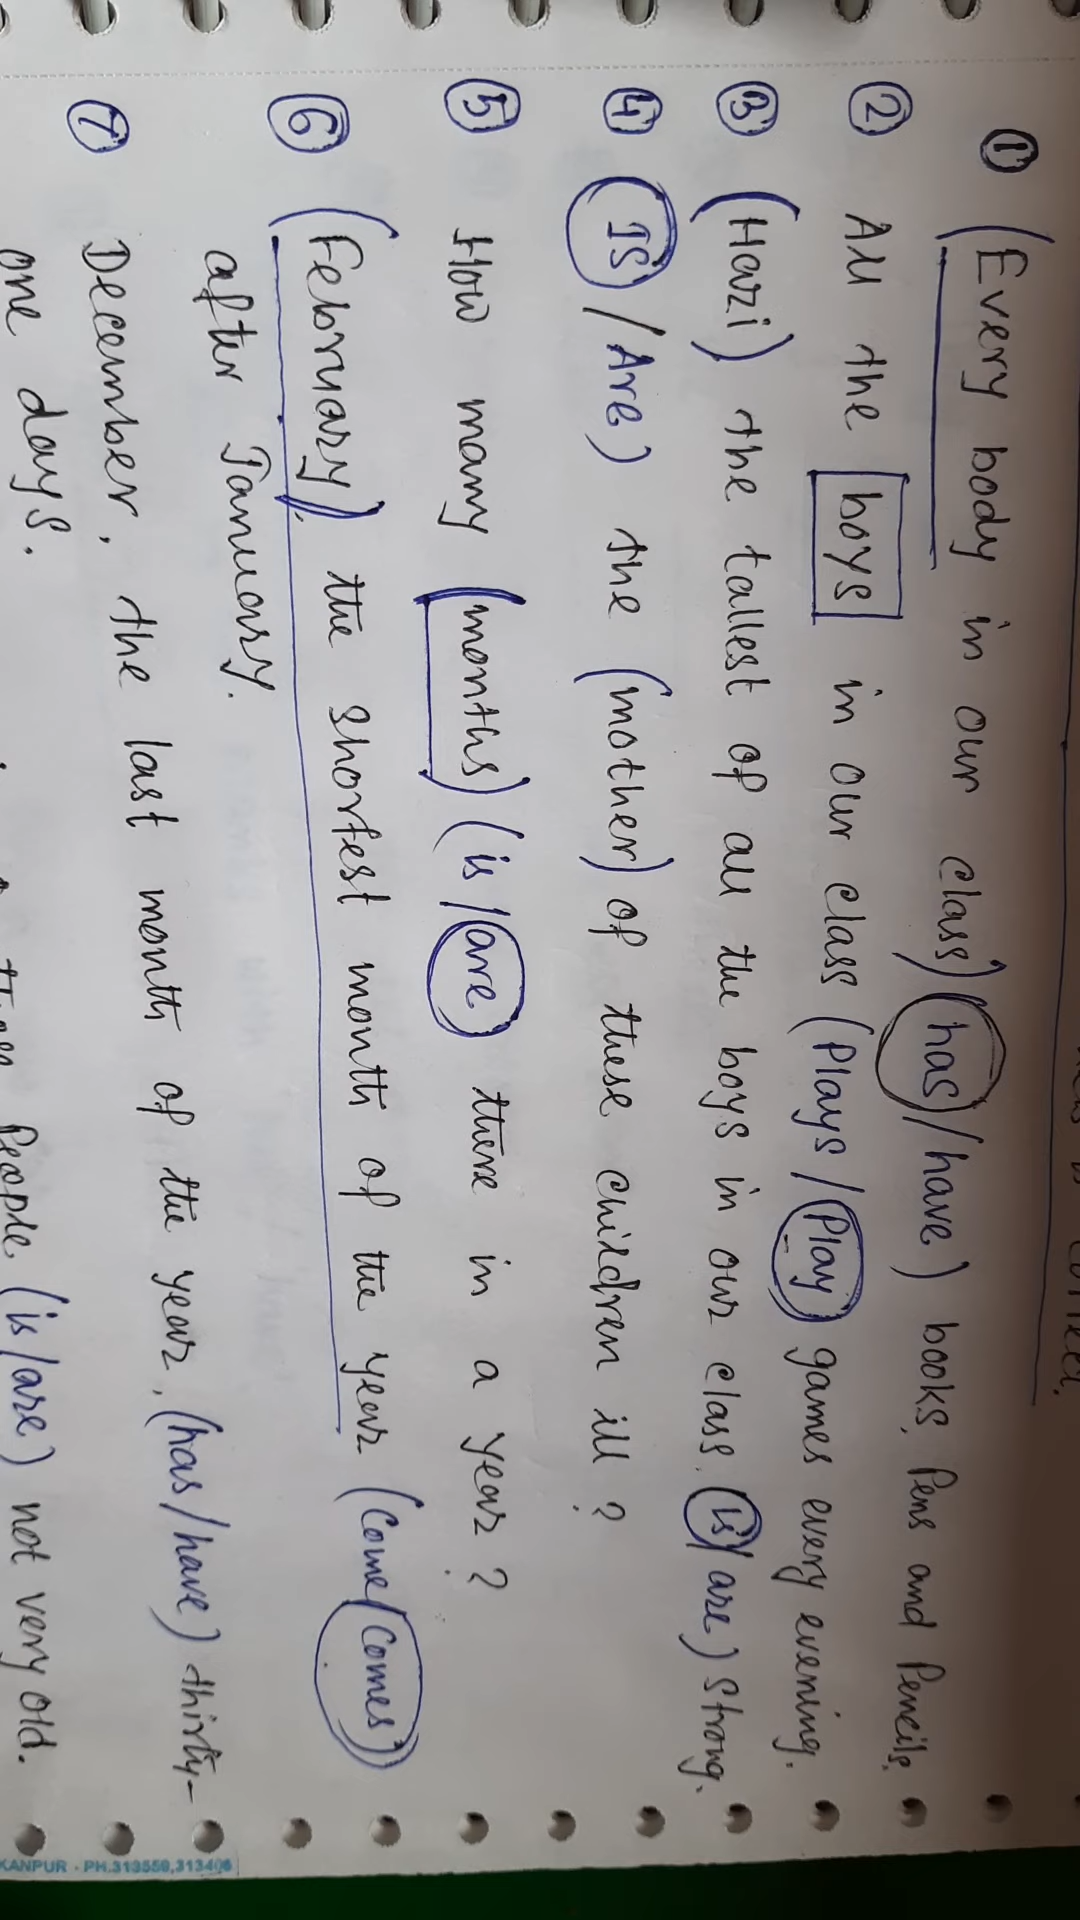 ① (Every body in our class) (has/have) books, Pens and Pencils.
② All the boys in our class (Plays/Play) games every evening.
③ (Hari) the tallest of all the boys in our class, (is/are) strong.
④ (Is/Are) the (mother) of these children ill?
⑤ How many (months) (is/are) there in a year?
⑥ (February), the shortest month of the year (Come/Comes)
after January.
⑦ December, the last month of the year, (has/have) thirty-
one days.
People (is/are) not very old.
KANPUR - PH.313559,313406